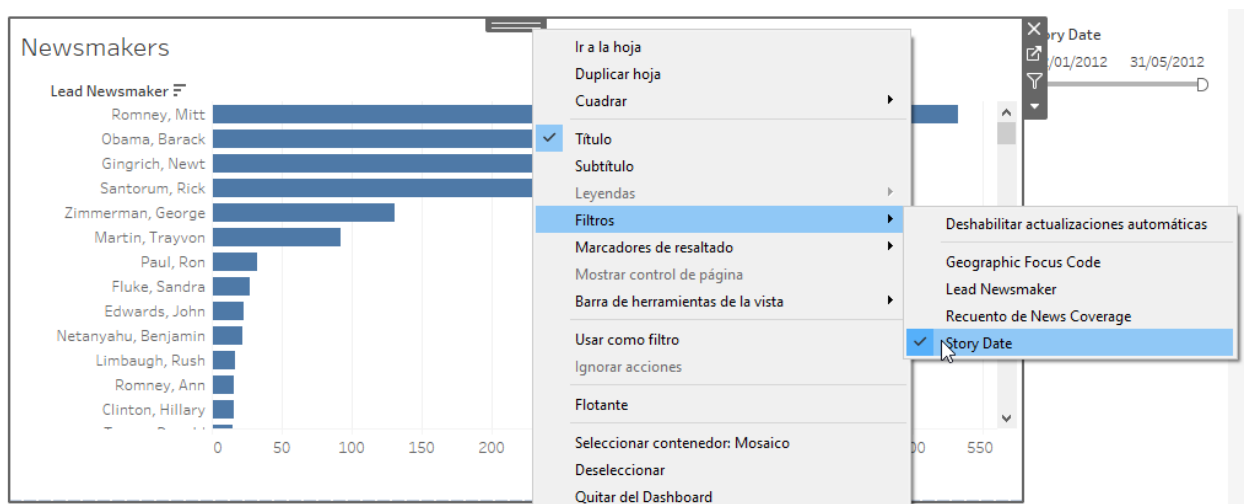 Newsmakers
Lead Newsmaker
Romney, Mitt
Obama, Barack
Gingrich, Newt
Santorum, Rick
Zimmerman, George
Martin, Trayvon
Paul, Ron
Fluke, Sandra
Edwards, John
Netanyahu, Benjamin
Limbaugh, Rush
Romney, Ann
Clinton, Hillary
0 50 100 150 200 550
Ir a la hoja
Duplicar hoja
Cuadrar
Título
Subtítulo
Leyendas
Filtros
Marcadores de resaltado
Mostrar control de página
Barra de herramientas de la vista
Usar como filtro
Ignorar acciones
Flotante
Seleccionar contenedor: Mosaico
Deseleccionar
Quitar del Dashboard
Deshabilitar actualizaciones automáticas
Geographic Focus Code
Lead Newsmaker
Recuento de News Coverage
Story Date
Date
/01/2012 31/05/2012